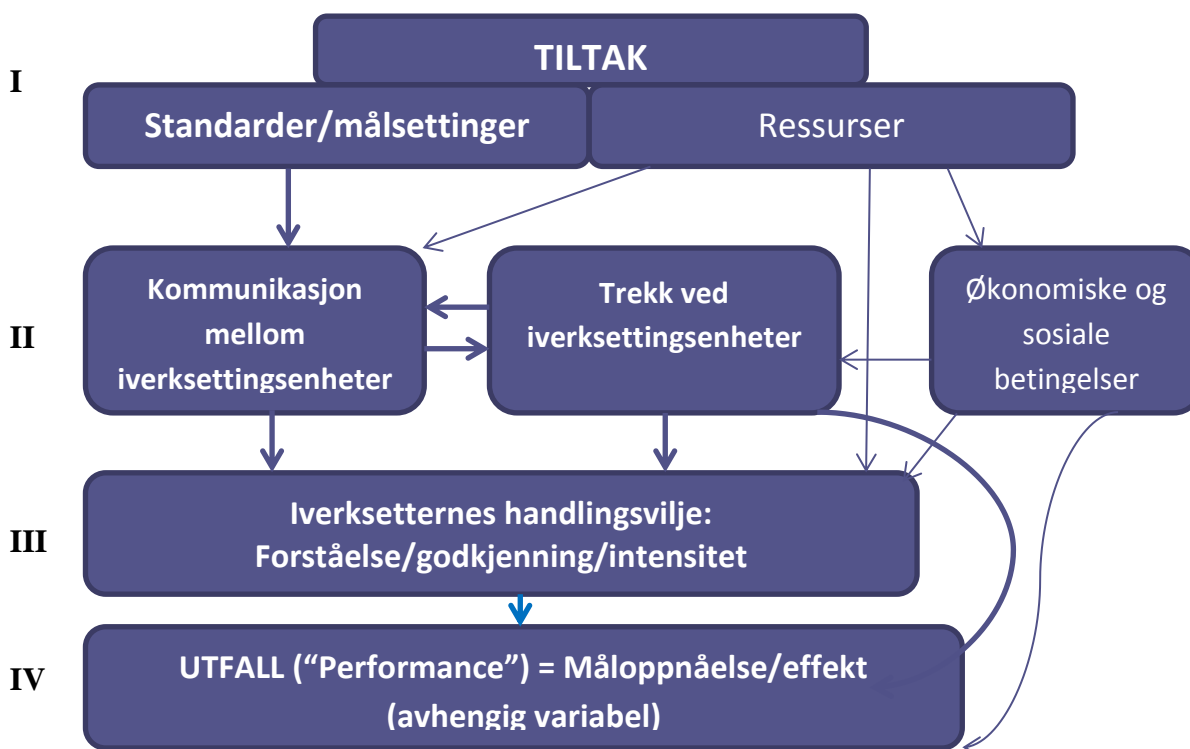 I
TILTAK
Standarder/målsettinger
Ressurser
II
Kommunikasjon
mellom
iverksettingsenheter
Trekk ved
iverksettingsenheter
Økonomiske og
sosiale
betingelser
III
Iverksetternes handlingsvilje:
Forståelse/godkjenning/intensitet
IV
UTFALL (“Performance”) = Måloppnåelse/effekt
(avhengig variabel)